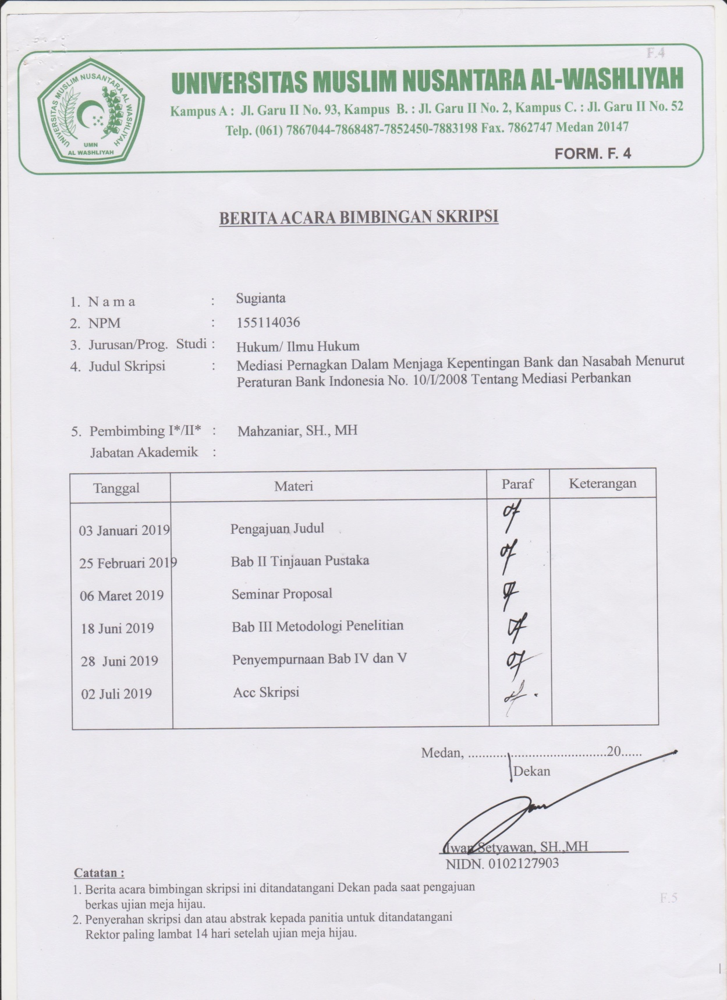 F.4
UNIVERSITAS MUSLIM NUSANTARA AL WASHLIYAH
UMN
AL WASHLIYAH
UNIVERSITAS MUSLIM NUSANTARA AL-WASHLIYAH
Kampus A : Jl. Garu II No. 93, Kampus B. : Jl. Garu II No. 2, Kampus C. : Jl. Garu II No. 52
Telp. (061) 7867044-7868487-7852450-7883198 Fax. 7862747 Medan 20147
FORM. F. 4
BERITA ACARA BIMBINGAN SKRIPSI
1. N a m a : Sugianta
2. NPM : 155114036
3. Jurusan/Prog. Studi : Hukum/ Ilmu Hukum
4. Judul Skripsi : Mediasi Pernagkan Dalam Menjaga Kepentingan Bank dan Nasabah Menurut
Peraturan Bank Indonesia No. 10/I/2008 Tentang Mediasi Perbankan
5. Pembimbing I*/II* : Mahzaniar, SH., MH
Jabatan Akademik :
Tanggal Materi Paraf Keterangan
03 Januari 2019 Pengajuan Judul
25 Februari 2019 Bab II Tinjauan Pustaka
06 Maret 2019 Seminar Proposal
18 Juni 2019 Bab III Metodologi Penelitian
28 Juni 2019 Penyempurnaan Bab IV dan V
02 Juli 2019 Acc Skripsi
Medan, ........................................20......
Dekan
Iwan Setyawan, SH.,MH
NIDN. 0102127903
Catatan :
1. Berita acara bimbingan skripsi ini ditandatangani Dekan pada saat pengajuan
berkas ujian meja hijau.
2. Penyerahan skripsi dan atau abstrak kepada panitia untuk ditandatangani
Rektor paling lambat 14 hari setelah ujian meja hijau.
F.5